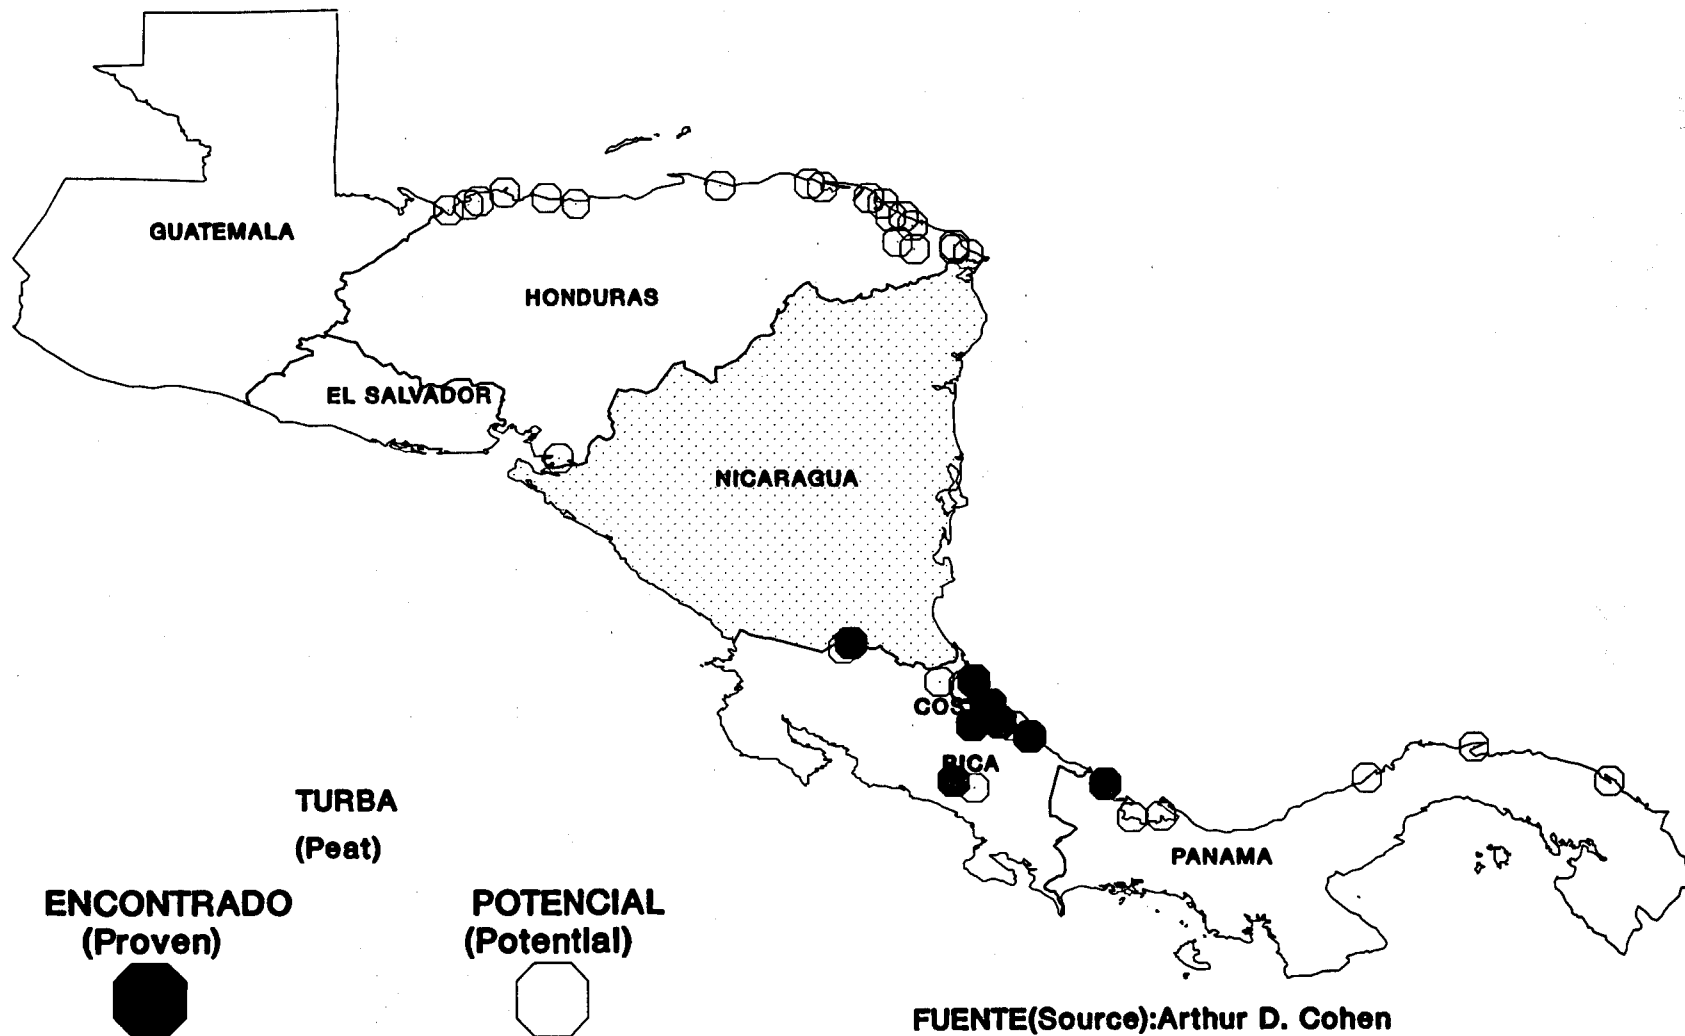 GUATEMALA
HONDURAS
EL SALVADOR
NICARAGUA
COS
RICA
TURBA
(Peat)
PANAMA
ENCONTRADO
(Proven)
POTENCIAL
(Potential)
FUENTE(Source):Arthur D. Cohen